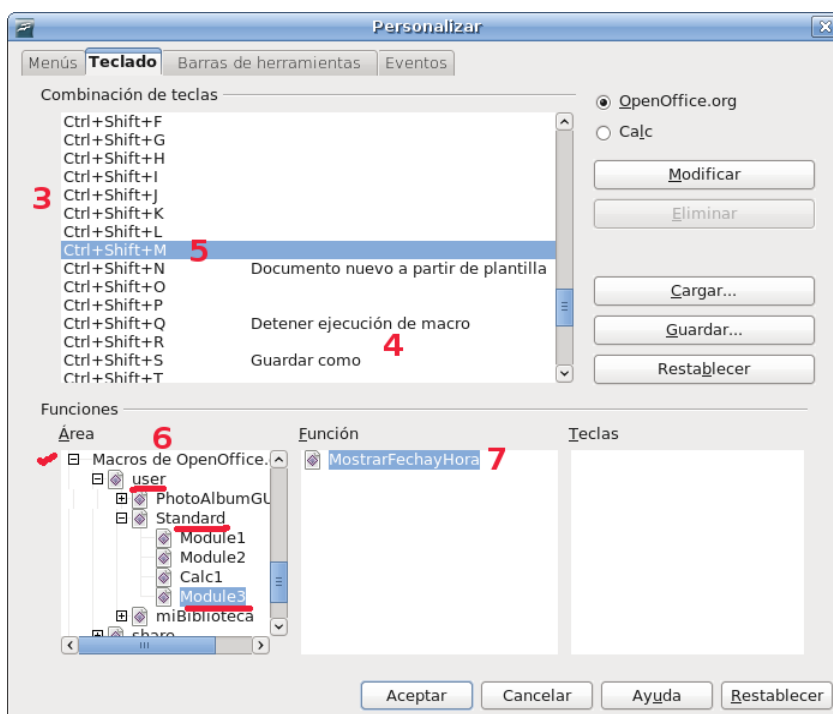 Personalizar
Menús Teclado Barras de herramientas Eventos
Combinación de teclas
Ctrl+Shift+F
Ctrl+Shift+G
Ctrl+Shift+H
Ctrl+Shift+I
3 Ctrl+Shift+J
Ctrl+Shift+K
Ctrl+Shift+L
Ctrl+Shift+M 5
Ctrl+Shift+N Documento nuevo a partir de plantilla
Ctrl+Shift+O
Ctrl+Shift+P
Ctrl+Shift+Q Detener ejecución de macro
Ctrl+Shift+R 4
Ctrl+Shift+S Guardar como
Ctrl+Shift+T
OpenOffice.org
Calc
Modificar
Eliminar
Cargar...
Guardar...
Restablecer
Funciones
Área 6
Macros de OpenOffice.
user
PhotoAlbumGU
Standard
Module1
Module2
Calc1
Module3
miBiblioteca
share
Función
MostrarFechayHora 7
Teclas
Aceptar Cancelar Ayuda Restablecer